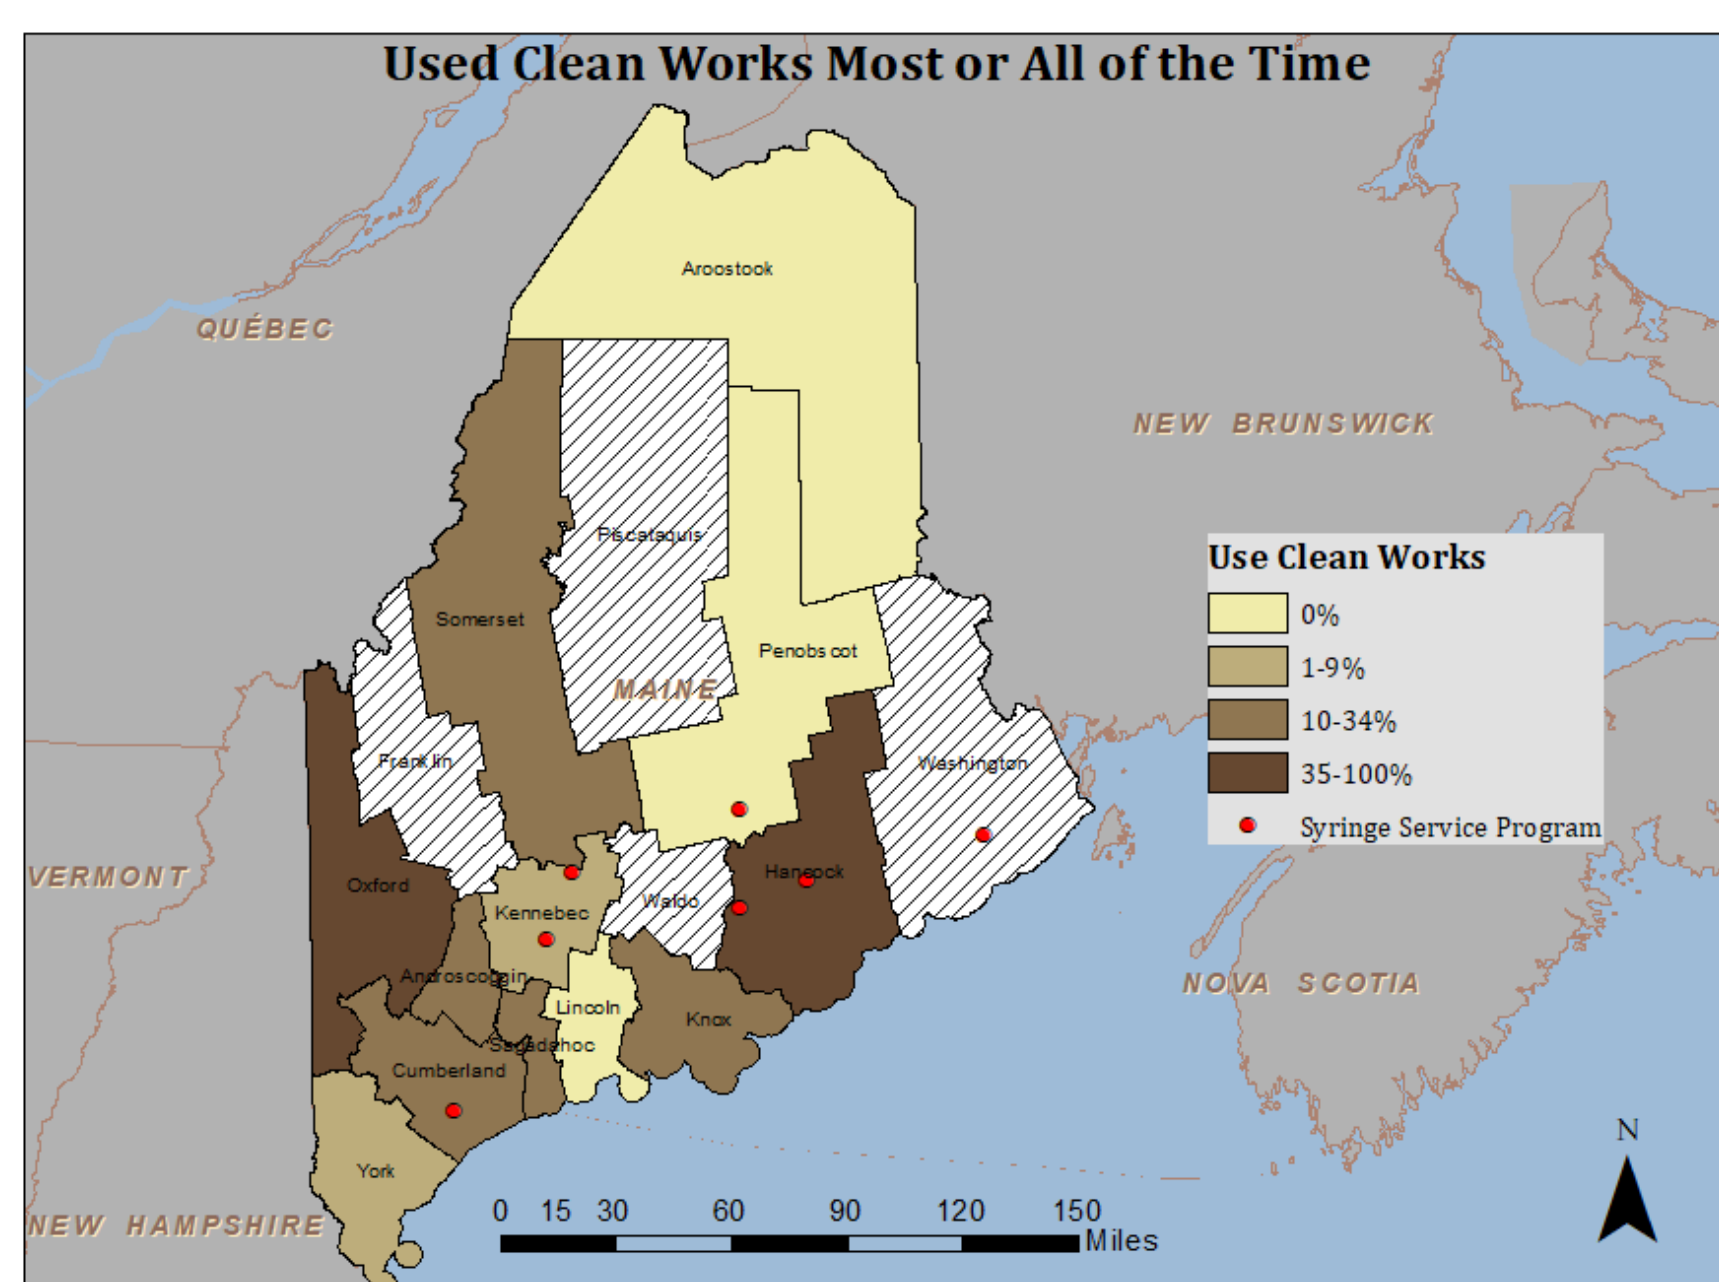 Used Clean Works Most or All of the Time
Aroostook
QUÉBEC
NEW BRUNSWICK
Piscataquis
Somerset
Penobscot
MAINE
Franklin
Washington
Use Clean Works
0%
1-9%
10-34%
35-100%
Syringe Service Program
VERMONT
Oxford
Hancock
Waldo
Kennebec
Androscoggin
NOVA SCOTIA
Lincoln
Knox
Sagadahoc
Cumberland
York
NEW HAMPSHIRE
0 15 30 60 90 120 150
Miles
N